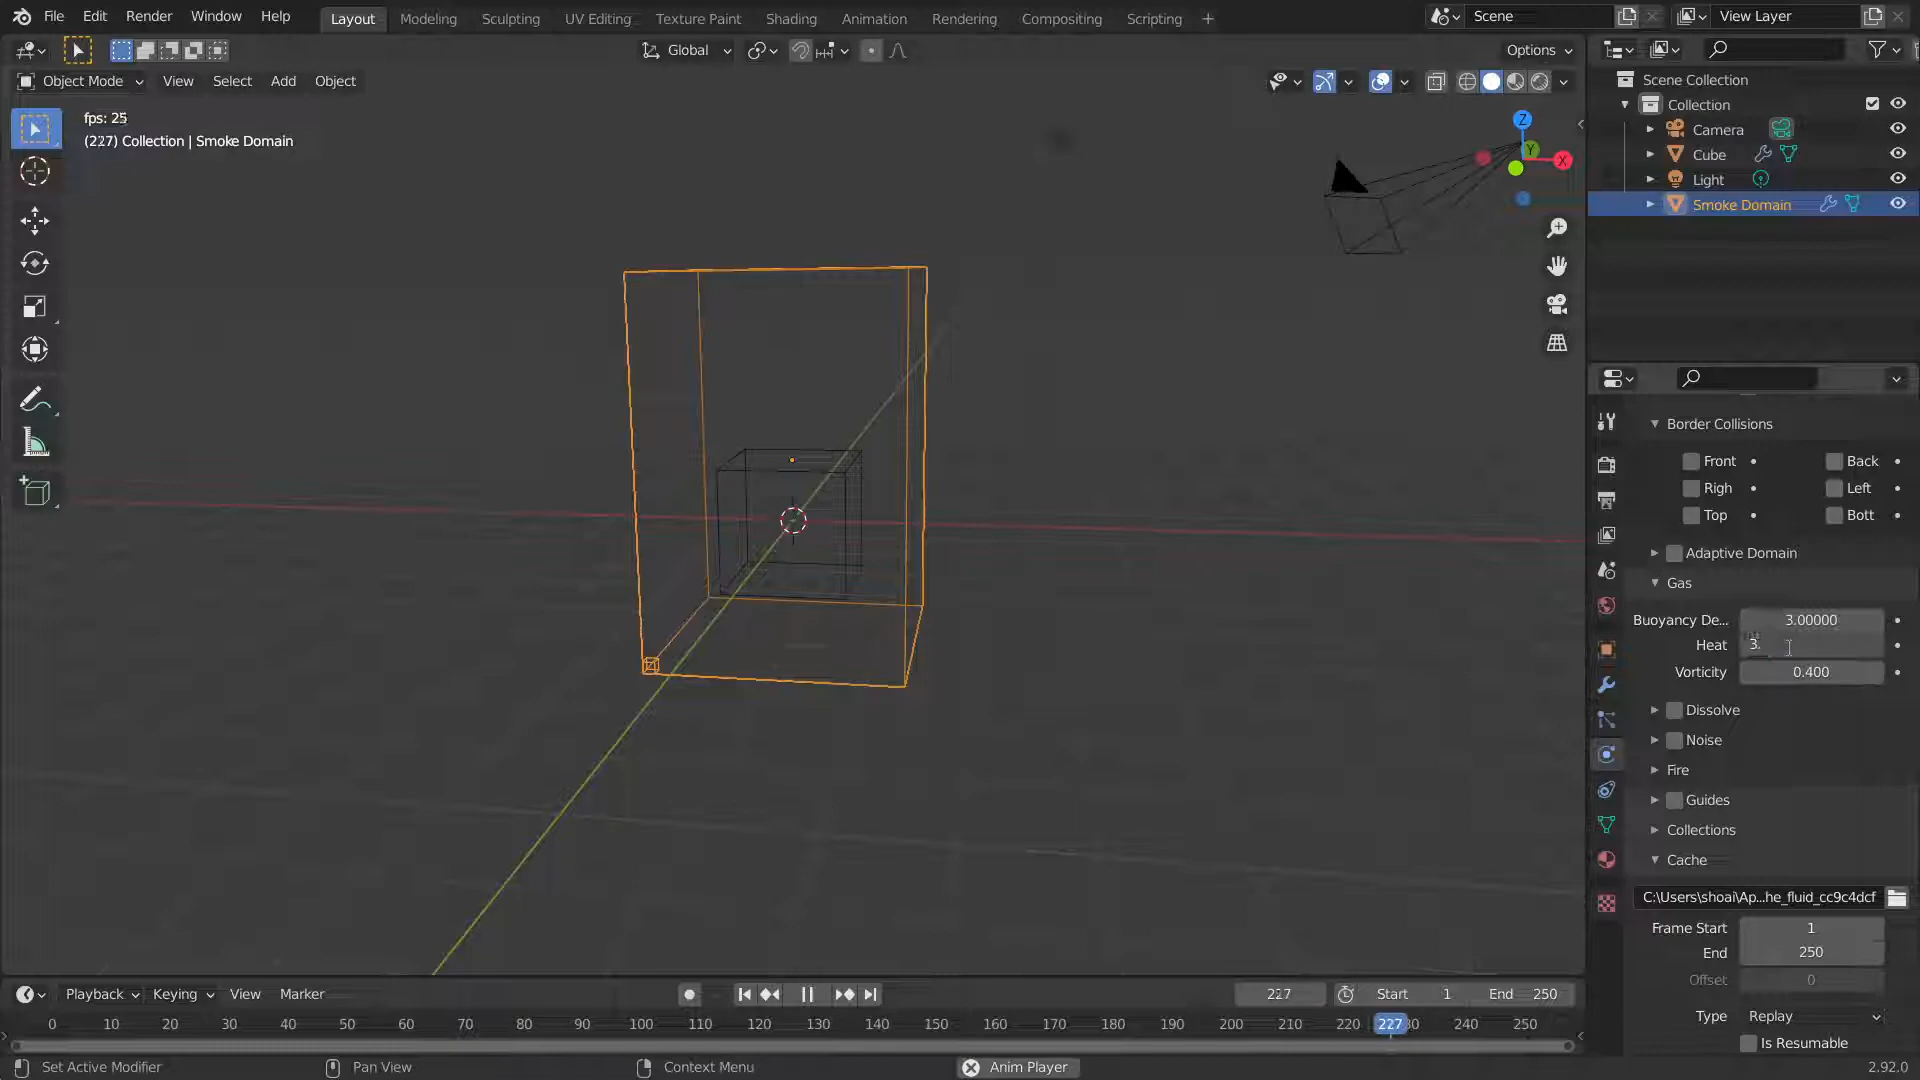 File Edit Render Window Help Layout Modeling Sculpting UV Editing Texture Paint Shading Animation Rendering Compositing Scripting + Scene View Layer
Global Options
Object Mode View Select Add Object
fps: 25
(227) Collection | Smoke Domain
Z
Y
X
Scene Collection
Collection
Camera
Cube
Light
Smoke Domain
Border Collisions
Front Back
Righ Left
Top Bott
Adaptive Domain
Gas
Buoyancy De... 3.00000
Heat 3.
Vorticity 0.400
Dissolve
Noise
Fire
Guides
Collections
Cache
C:\Users\shoai\Ap...he_fluid_cc9c4dcf
Frame Start 1
End 250
Offset 0
Type Replay
Is Resumable
Playback Keying View Marker 227 Start 1 End 250
0 10 20 30 40 50 60 70 80 90 100 110 120 130 140 150 160 170 180 190 200 210 220 227 30 240 250
Set Active Modifier Pan View Context Menu Anim Player 2.92.0